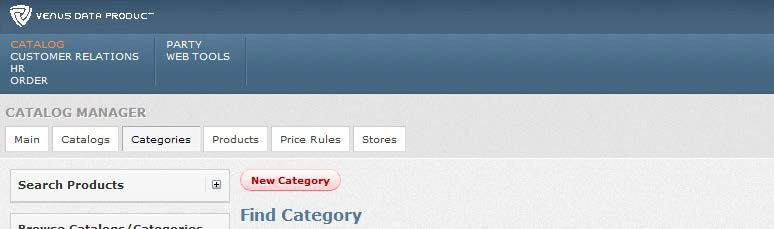 VENUS DATA PRODUCT™
CATALOG
CUSTOMER RELATIONS
HR
ORDER
PARTY
WEB TOOLS
CATALOG MANAGER
Main Catalogs Categories Products Price Rules Stores
Search Products
New Category
Find Category
Browse Catalogs/Categories